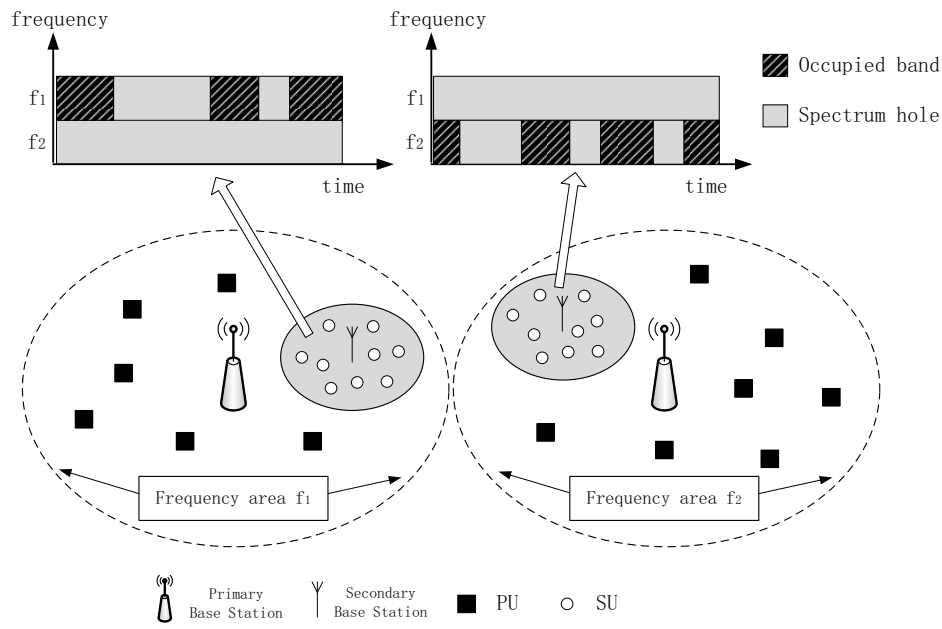 frequency
f1
f2
time
frequency
f1
f2
time
Occupied band
Spectrum hole
Frequency area f1
Frequency area f2
Primary
Base Station
Secondary
Base Station
PU
SU